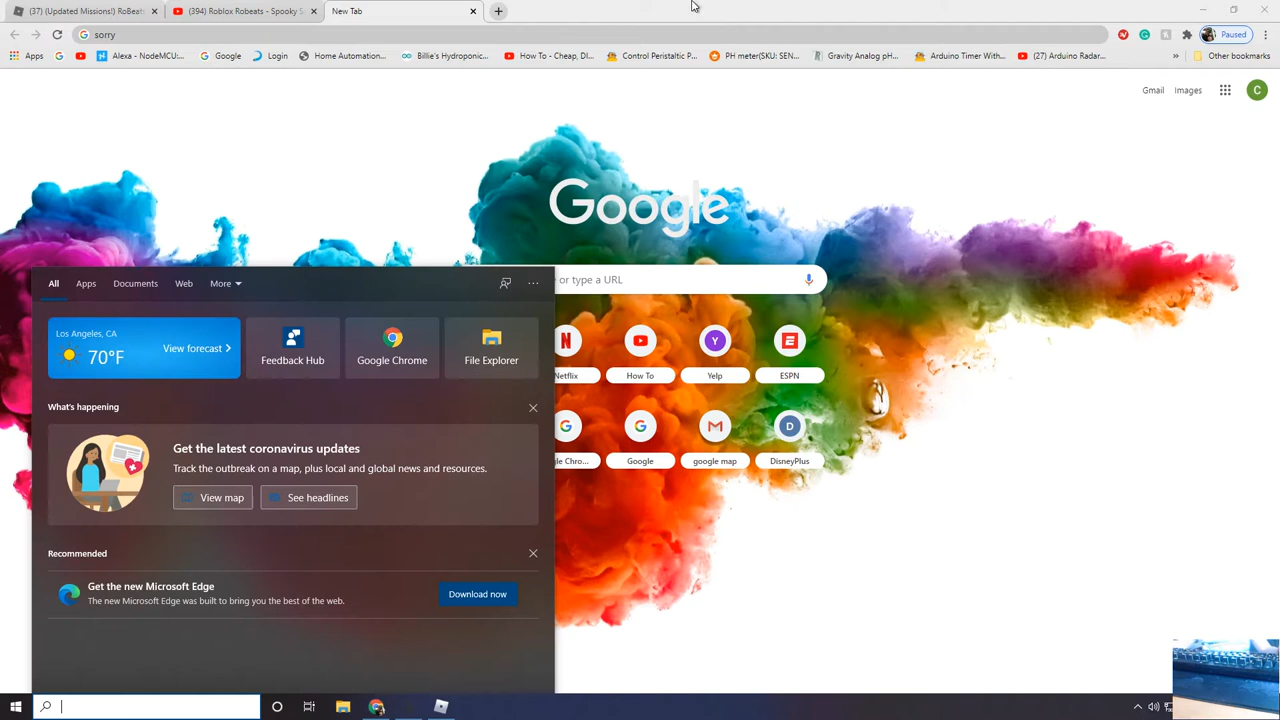 (37) (Updated Missions!) RoBeats
(394) Roblox Robeats - Spooky S
New Tab
sorry
Paused
Apps
Alexa - NodeMCU:...
Google
Login
Home Automation...
Billie's Hydroponic...
How To - Cheap, DI...
Control Peristaltic P...
PH meter(SKU: SEN...
Gravity Analog pH...
Arduino Timer With...
(27) Arduino Radar...
»
Other bookmarks
Gmail
Images
C
Google
or type a URL
Netflix
How To
Y
Yelp
ESPN
gle Chro...
Google
google map
D
DisneyPlus
All
Apps
Documents
Web
More
Los Angeles, CA
70°F
View forecast
Feedback Hub
Google Chrome
File Explorer
What's happening
Get the latest coronavirus updates
Track the outbreak on a map, plus local and global news and resources.
View map
See headlines
Recommended
Get the new Microsoft Edge
The new Microsoft Edge was built to bring you the best of the web.
Download now